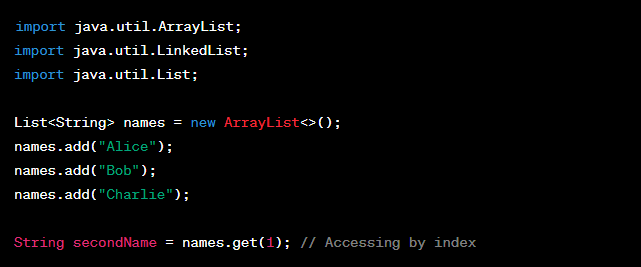 import java.util.ArrayList;
import java.util.LinkedList;
import java.util.List;
List<String> names = new ArrayList<>();
names.add("Alice");
names.add("Bob");
names.add("Charlie");
String secondName = names.get(1); // Accessing by index